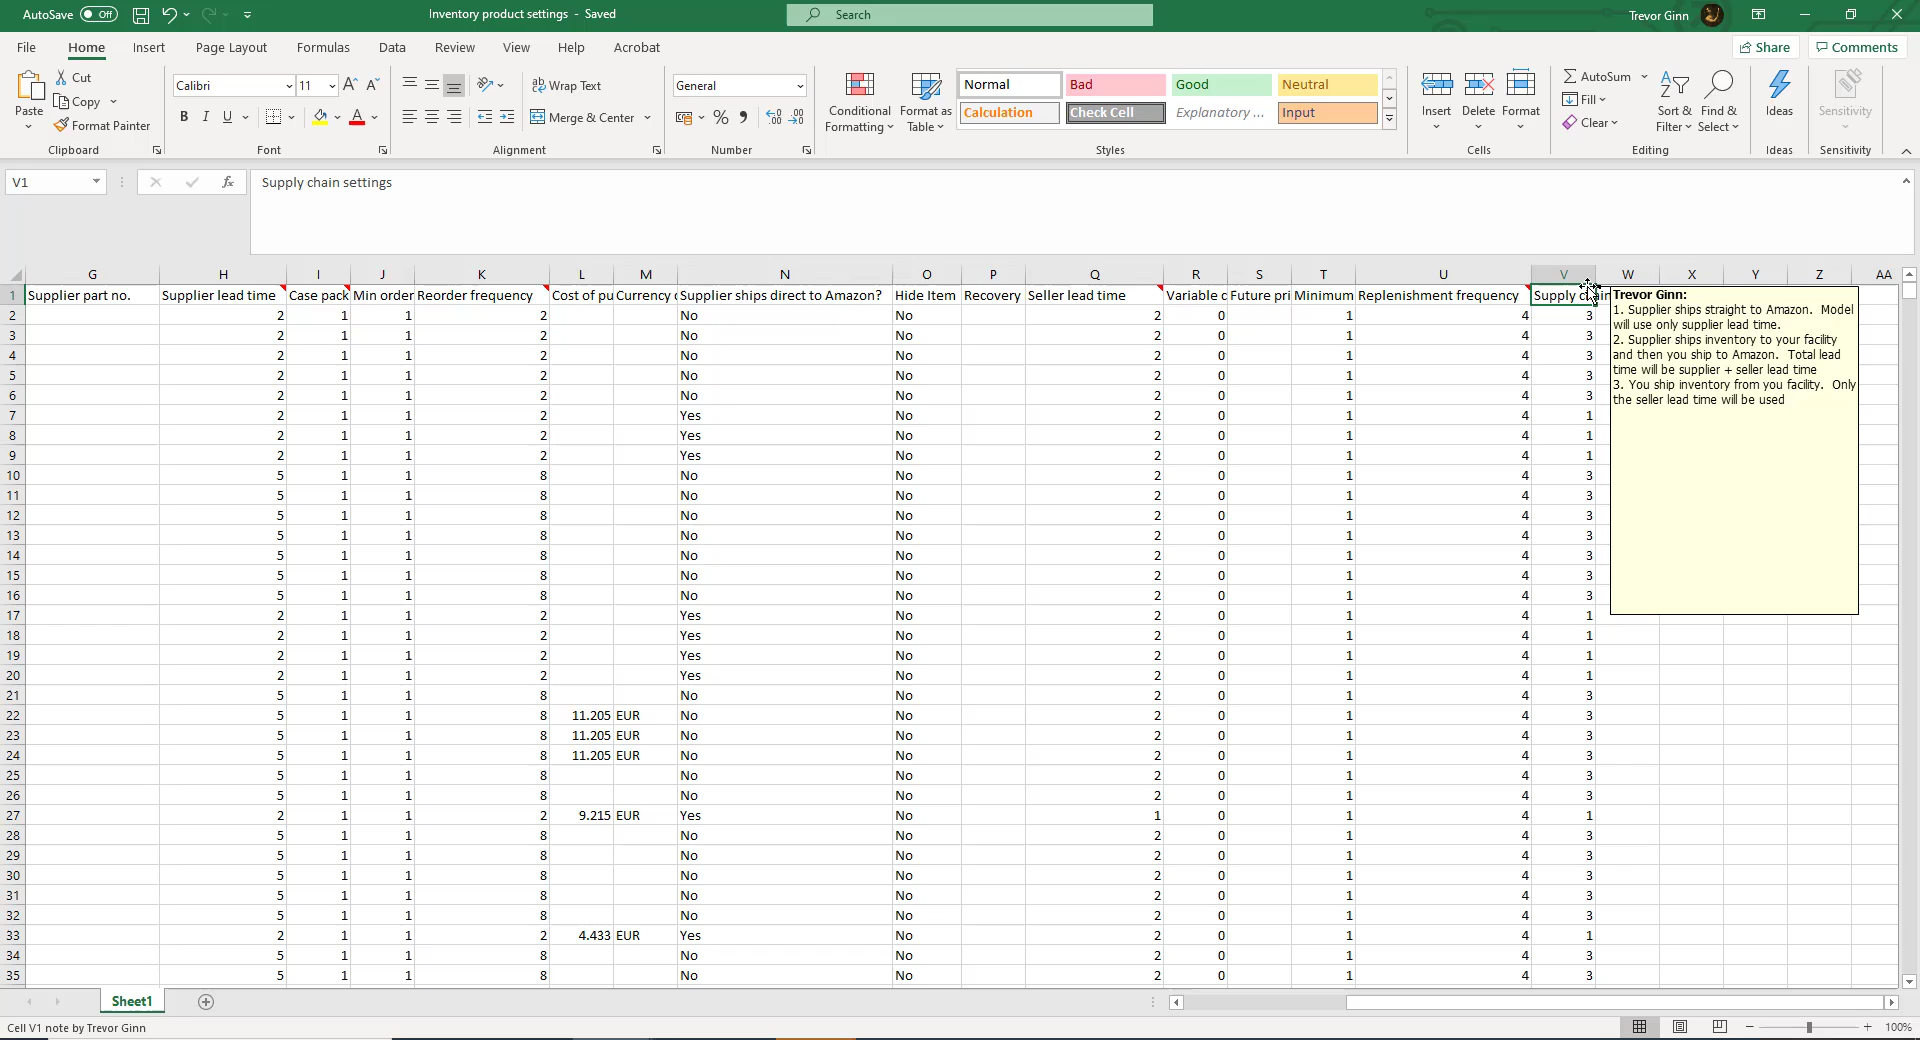 AutoSave Off Inventory product settings - Saved Search Trevor Ginn
File Home Insert Page Layout Formulas Data Review View Help Acrobat Share Comments
Paste Cut Copy Format Painter Clipboard
Calibri 11 A A B I U A Font
Wrap Text Merge & Center Alignment
General % Number
Conditional Formatting Format as Table Normal Bad Good Neutral Calculation Check Cell Explanatory ... Input Styles
Insert Delete Format Cells
AutoSum Fill Clear Sort & Filter Find & Select Editing
Ideas Ideas
Sensitivity Sensitivity
V1 fx Supply chain settings
G H I J K L M N O P Q R S T U V W X Y Z AA
1 Supplier part no. Supplier lead time Case pack Min order Reorder frequency Cost of pu Currency Supplier ships direct to Amazon? Hide Item Recovery Seller lead time Variable c Future pri Minimum Replenishment frequency Supply chain
2 2 1 1 2 No No 2 0 1 4 3
3 2 1 1 2 No No 2 0 1 4 3
4 2 1 1 2 No No 2 0 1 4 3
5 2 1 1 2 No No 2 0 1 4 3
6 2 1 1 2 No No 2 0 1 4 3
7 2 1 1 2 Yes No 2 0 1 4 1
8 2 1 1 2 Yes No 2 0 1 4 1
9 2 1 1 2 Yes No 2 0 1 4 1
10 5 1 1 8 No No 2 0 1 4 3
11 5 1 1 8 No No 2 0 1 4 3
12 5 1 1 8 No No 2 0 1 4 3
13 5 1 1 8 No No 2 0 1 4 3
14 5 1 1 8 No No 2 0 1 4 3
15 5 1 1 8 No No 2 0 1 4 3
16 5 1 1 8 No No 2 0 1 4 3
17 2 1 1 2 Yes No 2 0 1 4 1
18 2 1 1 2 Yes No 2 0 1 4 1
19 2 1 1 2 Yes No 2 0 1 4 1
20 2 1 1 2 Yes No 2 0 1 4 1
21 5 1 1 8 No No 2 0 1 4 3
22 5 1 1 8 11.205 EUR No No 2 0 1 4 3
23 5 1 1 8 11.205 EUR No No 2 0 1 4 3
24 5 1 1 8 11.205 EUR No No 2 0 1 4 3
25 5 1 1 8 No No 2 0 1 4 3
26 5 1 1 8 No No 2 0 1 4 3
27 2 1 1 2 9.215 EUR Yes No 1 0 1 4 1
28 5 1 1 8 No No 2 0 1 4 3
29 5 1 1 8 No No 2 0 1 4 3
30 5 1 1 8 No No 2 0 1 4 3
31 5 1 1 8 No No 2 0 1 4 3
32 5 1 1 8 No No 2 0 1 4 3
33 2 1 1 2 4.433 EUR Yes No 2 0 1 4 1
34 5 1 1 8 No No 2 0 1 4 3
35 5 1 1 8 No No 2 0 1 4 3
Trevor Ginn:
1. Supplier ships straight to Amazon. Model
will use only supplier lead time.
2. Supplier ships inventory to your facility
and then you ship to Amazon. Total lead
time will be supplier + seller lead time
3. You ship inventory from you facility. Only
the seller lead time will be used
Sheet1
Cell V1 note by Trevor Ginn 100%